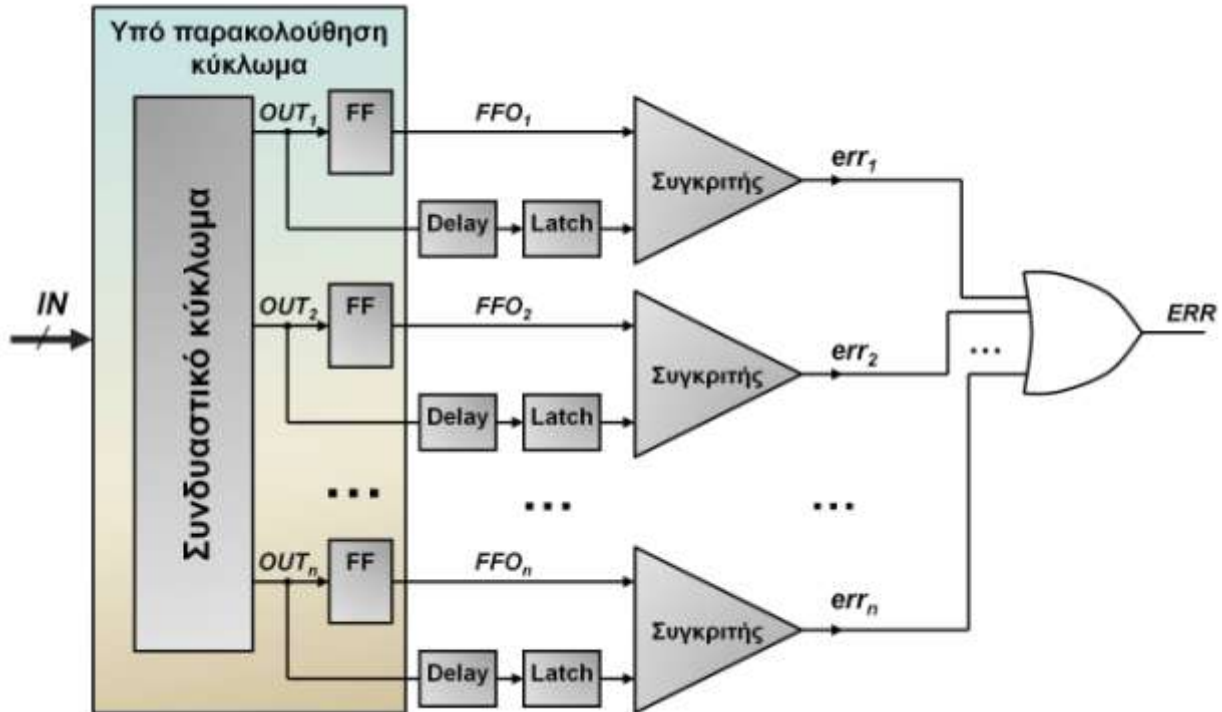 Υπό παρακολούθηση
κύκλωμα
IN
Συνδυαστικό κύκλωμα
OUT1
FF
FFO1
Delay
Latch
Συγκριτής
err1
OUT2
FF
FFO2
Delay
Latch
Συγκριτής
err2
...
ERR
...
...
...
OUTn
FF
FFOn
Delay
Latch
Συγκριτής
errn